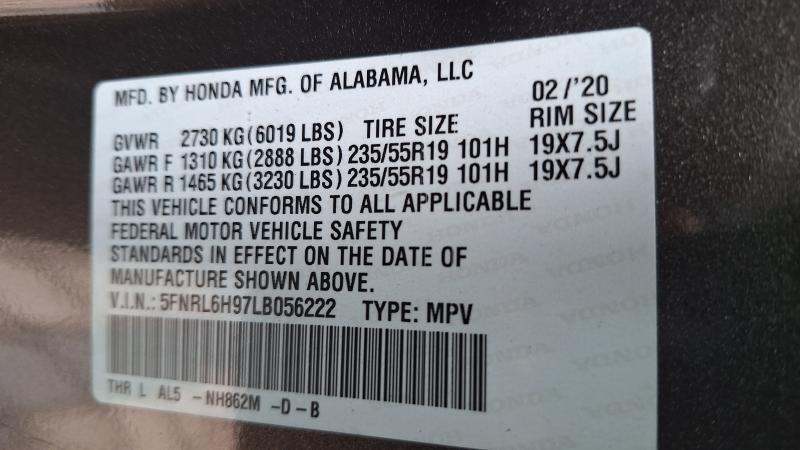 MFD. BY HONDA MFG. OF ALABAMA, LLC 02/'20
GVWR 2730 KG (6019 LBS) TIRE SIZE RIM SIZE
GAWR F 1310 KG (2888 LBS) 235/55R19 101H 19X7.5J
GAWR R 1465 KG (3230 LBS) 235/55R19 101H 19X7.5J
THIS VEHICLE CONFORMS TO ALL APPLICABLE
FEDERAL MOTOR VEHICLE SAFETY
STANDARDS IN EFFECT ON THE DATE OF
MANUFACTURE SHOWN ABOVE.
V.I.N.: 5FNRL6H97LB056222 TYPE: MPV
THR L AL5 -NH862M -D-B